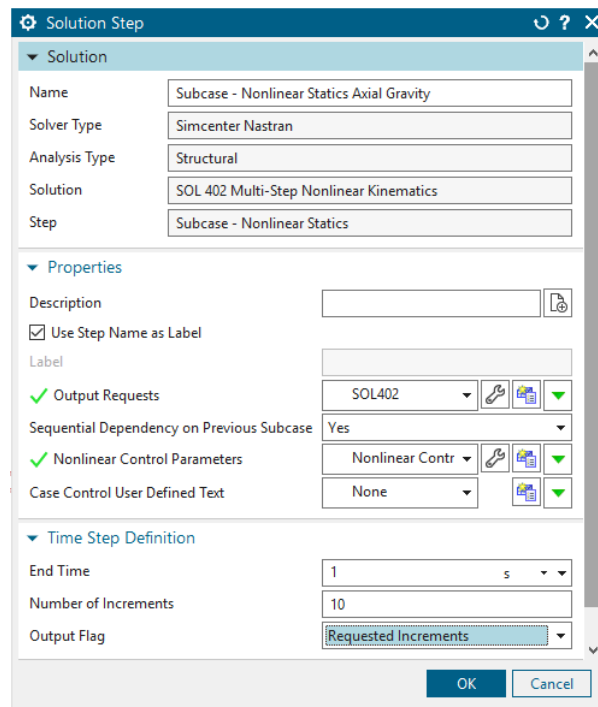 Solution Step ?
Solution
Name Subcase - Nonlinear Statics Axial Gravity
Solver Type Simcenter Nastran
Analysis Type Structural
Solution SOL 402 Multi-Step Nonlinear Kinematics
Step Subcase - Nonlinear Statics
Properties
Description
Use Step Name as Label
Label
Output Requests SOL402
Sequential Dependency on Previous Subcase Yes
Nonlinear Control Parameters Nonlinear Contr
Case Control User Defined Text None
Time Step Definition
End Time 1 s
Number of Increments 10
Output Flag Requested Increments
OK Cancel